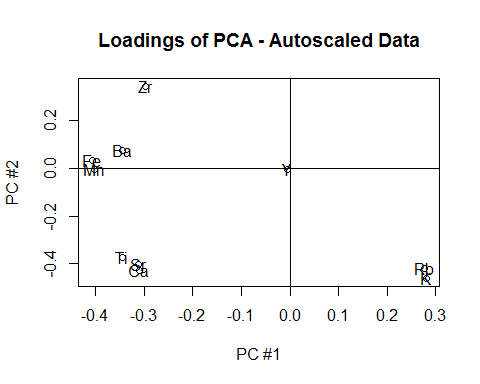 Loadings of PCA - Autoscaled Data
Zr
Ba
Fe
Mn
Y
Ti
Sr
Ca
Rb
K
0.2
0.0
-0.2
-0.4
PC #2
-0.4 -0.3 -0.2 -0.1 0.0 0.1 0.2 0.3
PC #1